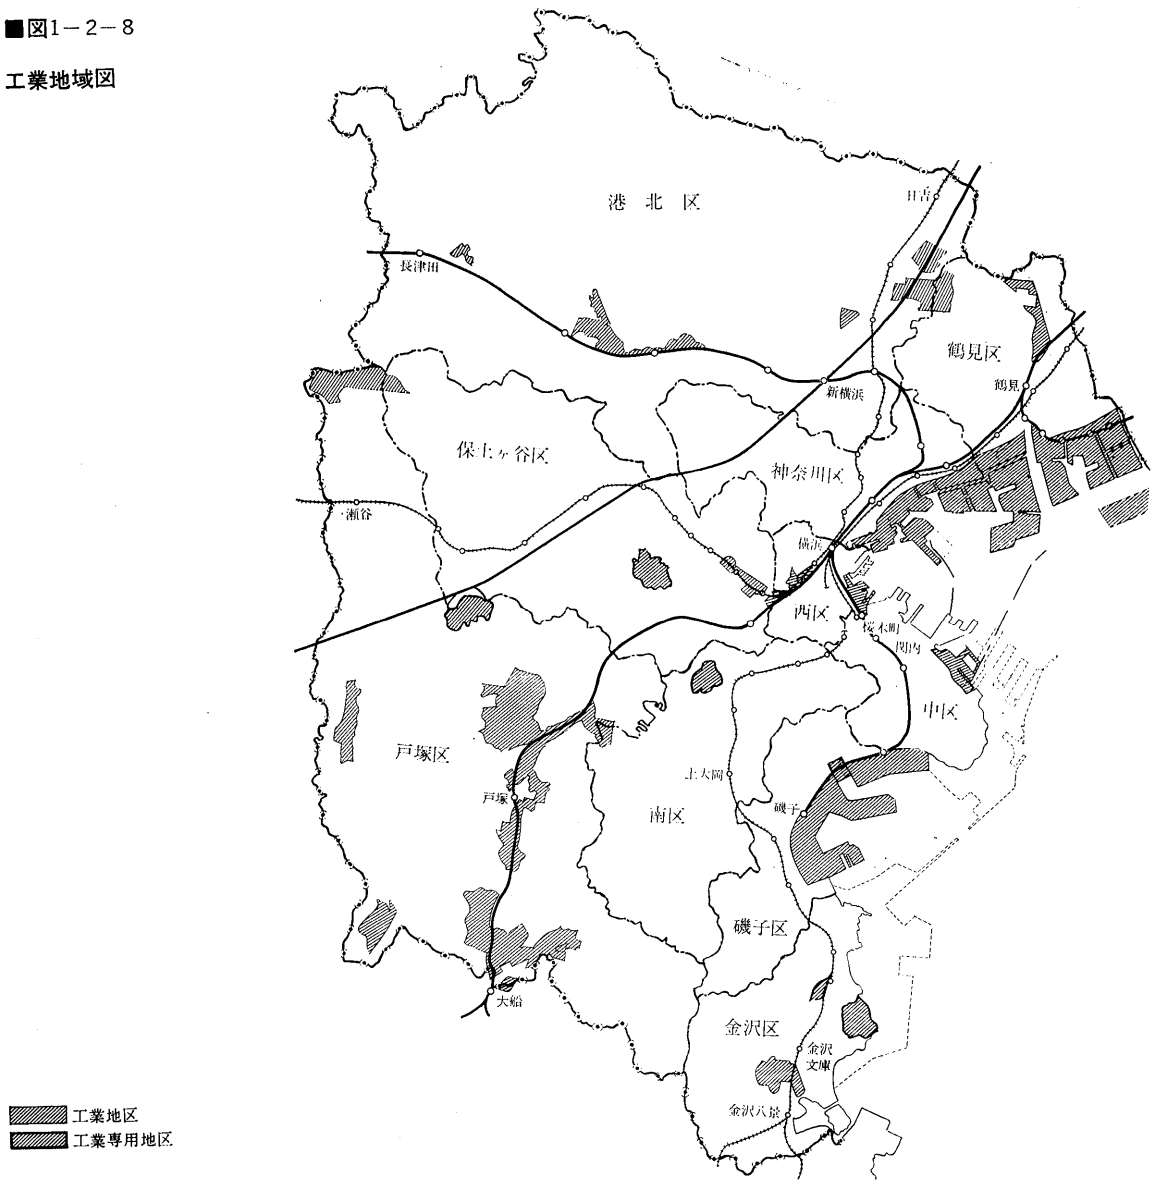 ■図1－2－8
工業地域図
港北区
日吉
長津田
鶴見区
鶴見
新横浜
保土ヶ谷区
神奈川区
瀬谷
横浜
西区
桜木町
関内
中区
戸塚区
上大岡
戸塚
磯子
南区
磯子区
大船
金沢区
金沢
文庫
金沢八景
工業地区
工業専用地区